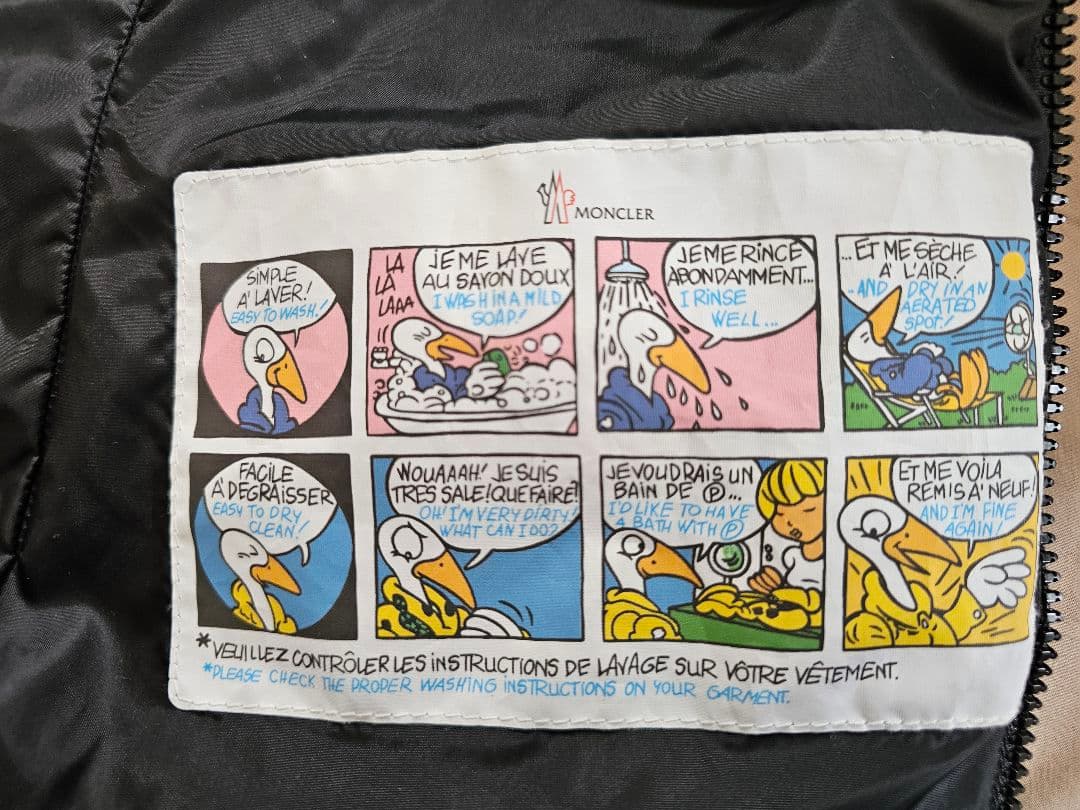 MONCLER
SIMPLE
A' LAVER!
EASY TO WASH!
LA
LA
LAAA
JE ME LAVE
AU SAVON DOUX
I WASH IN A MILD
SOAP!
JE ME RINCE
ABONDAMMENT...
I RINSE
WELL...
...ET ME SÈCHE
A' L'AIR!
..AND DRY IN AN
AERATED
SPOT!
FACILE
A' DEGRAISSER
EASY TO DRY
CLEAN!
WOUAAAH! JE SUIS
TRES SALE! QUE FAIRE?
OH! I'M VERY DIRTY!
WHAT CAN I DO?
JE VOUDRAIS UN
BAIN DE Ⓟ...
I'D LIKE TO HAVE
A BATH WITH Ⓟ
ET ME VOILA
REMIS A' NEUF!
AND I'M FINE
AGAIN!
*VEUILLEZ CONTRÔLER LES INSTRUCTIONS DE LAVAGE SUR VÔTRE VÊTEMENT.
*PLEASE CHECK THE PROPER WASHING INSTRUCTIONS ON YOUR GARMENT.